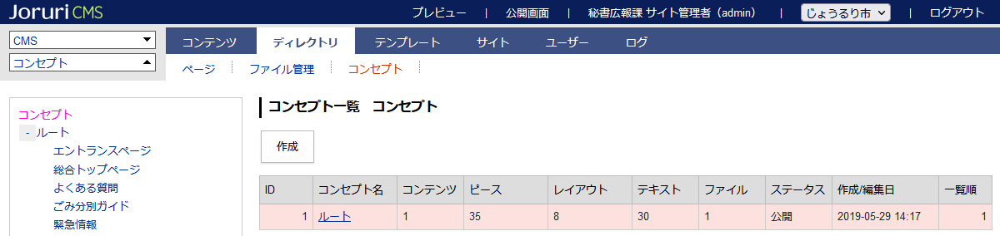 Joruri CMS プレビュー | 公開画面 | 秘書広報課 サイト管理者（admin） | じょうるり市 | ログアウト
CMS
コンセプト
コンテンツ ディレクトリ テンプレート サイト ユーザー ログ
ページ ファイル管理 コンセプト
コンセプト
- ルート
エントランスページ
総合トップページ
よくある質問
ごみ分別ガイド
緊急情報
コンセプト一覧 コンセプト
作成
ID コンセプト名 コンテンツ ピース レイアウト テキスト ファイル ステータス 作成/編集日 一覧順
1 ルート 1 35 8 30 1 公開 2019-05-29 14:17 1